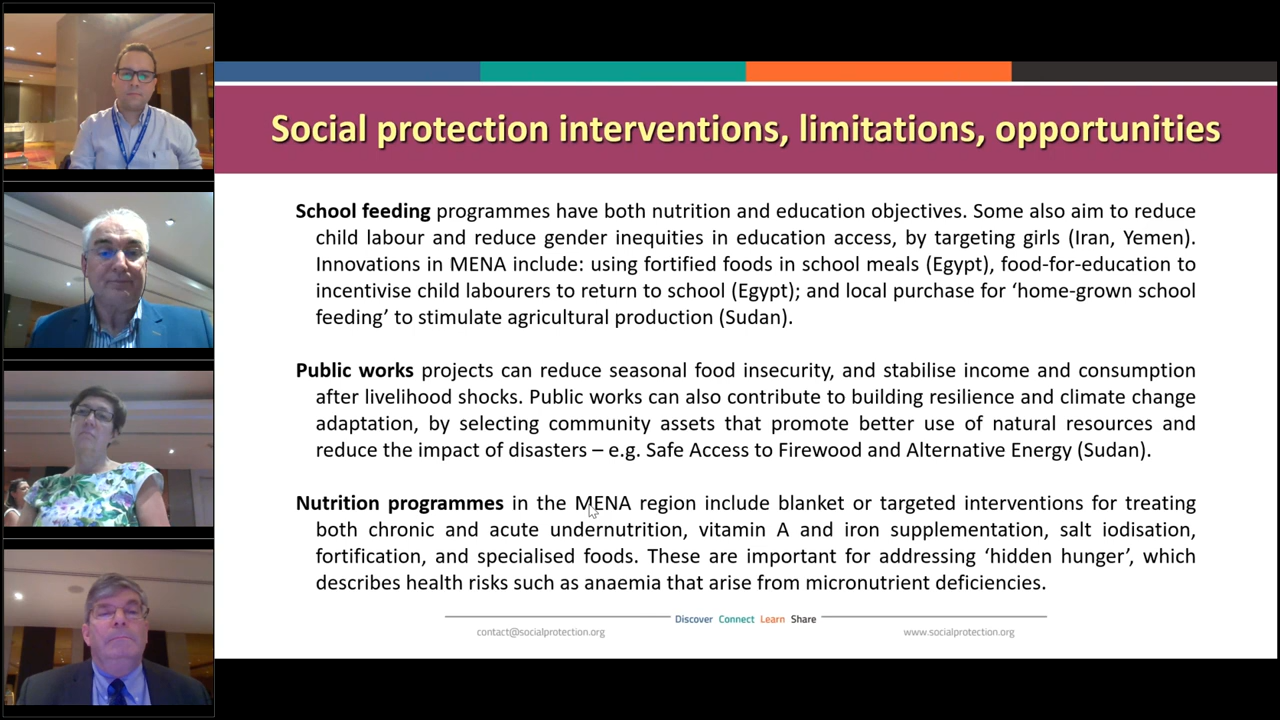 Social protection interventions, limitations, opportunities
School feeding programmes have both nutrition and education objectives. Some also aim to reduce
child labour and reduce gender inequities in education access, by targeting girls (Iran, Yemen).
Innovations in MENA include: using fortified foods in school meals (Egypt), food-for-education to
incentivise child labourers to return to school (Egypt); and local purchase for ‘home-grown school
feeding’ to stimulate agricultural production (Sudan).
Public works projects can reduce seasonal food insecurity, and stabilise income and consumption
after livelihood shocks. Public works can also contribute to building resilience and climate change
adaptation, by selecting community assets that promote better use of natural resources and
reduce the impact of disasters – e.g. Safe Access to Firewood and Alternative Energy (Sudan).
Nutrition programmes in the MENA region include blanket or targeted interventions for treating
both chronic and acute undernutrition, vitamin A and iron supplementation, salt iodisation,
fortification, and specialised foods. These are important for addressing ‘hidden hunger’, which
describes health risks such as anaemia that arise from micronutrient deficiencies.
Discover Connect Learn Share
contact@socialprotection.org www.socialprotection.org